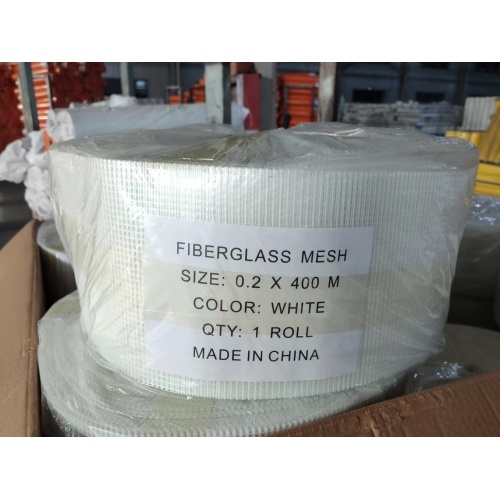 FIBERGLASS MESH
SIZE: 0.2 X 400 M
COLOR: WHITE
QTY: 1 ROLL
MADE IN CHINA